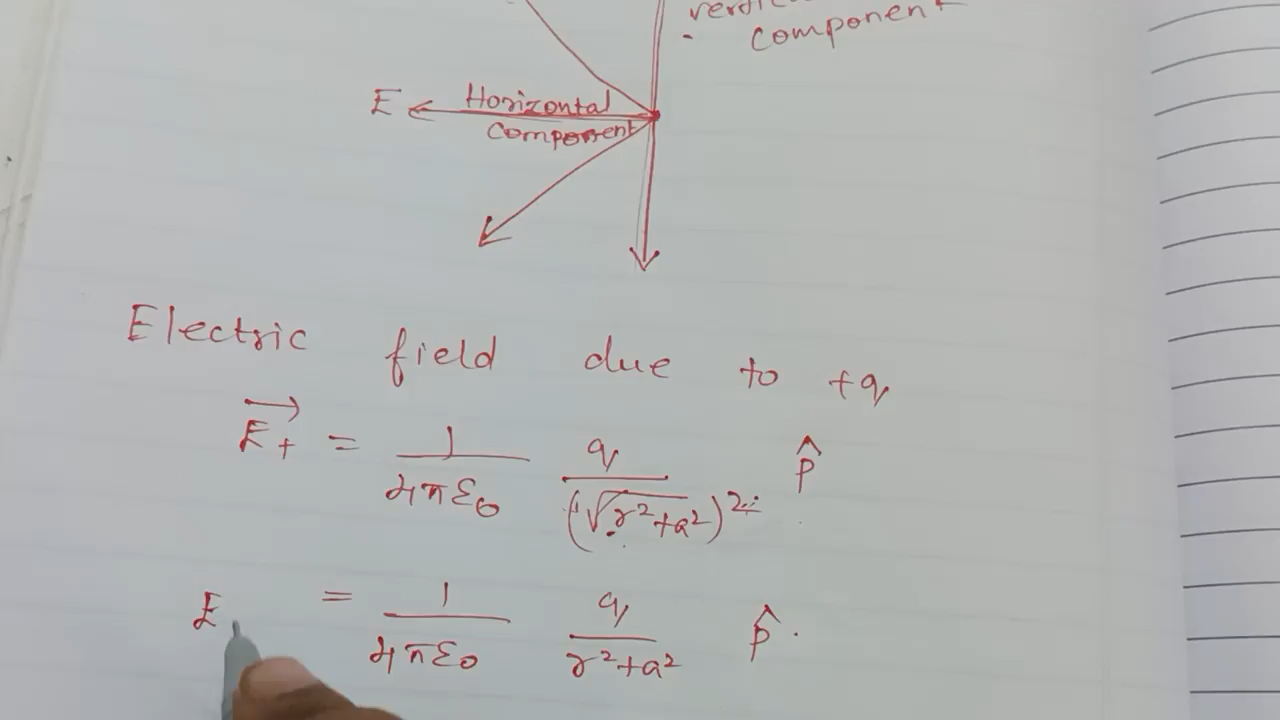 component
E Horizontal
component
Electric field due to +q
E₊⃗ = 1/4πε₀ q/(√r²+a²)² p̂
E = 1/4πε₀ q/r²+a² p̂.